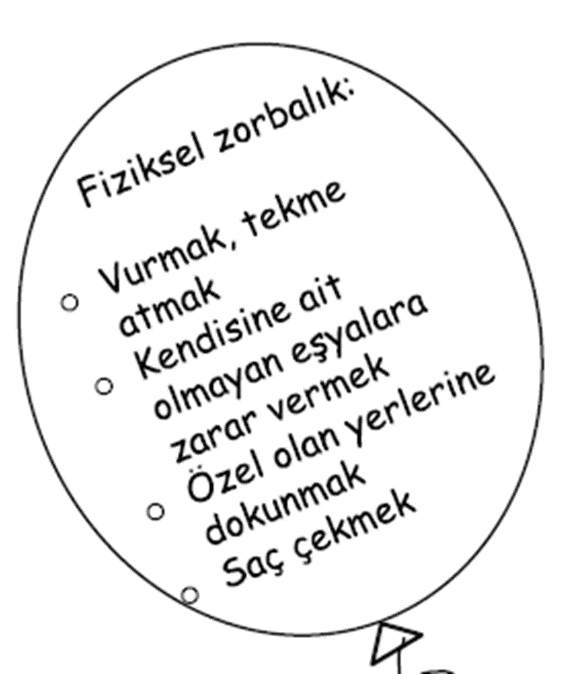 Fiziksel zorbalık:
Vurmak, tekme
atmak
Kendisine ait
olmayan eşyalara
zarar vermek
Özel olan yerlerine
dokunmak
Saç çekmek